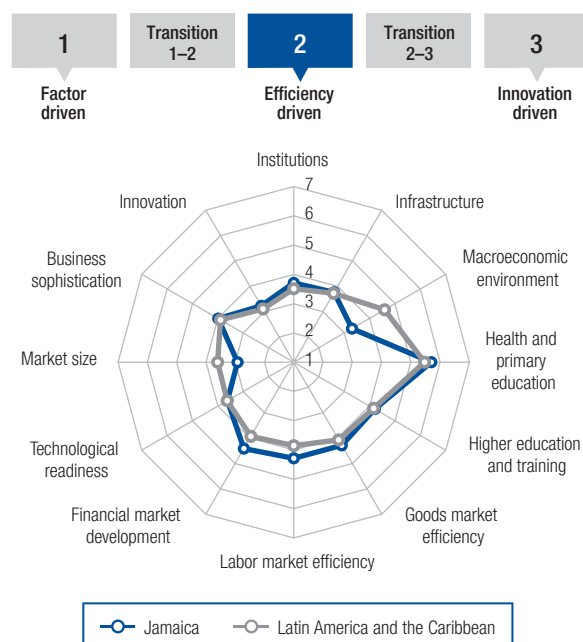 1
Transition
1–2
2
Transition
2–3
3
Factor
driven
Efficiency
driven
Innovation
driven
Institutions
Innovation
Infrastructure
Business
sophistication
Macroeconomic
environment
Market size
Health and
primary
education
Technological
readiness
Higher education
and training
Financial market
development
Goods market
efficiency
Labor market efficiency
7
6
5
4
3
2
1
Jamaica
Latin America and the Caribbean